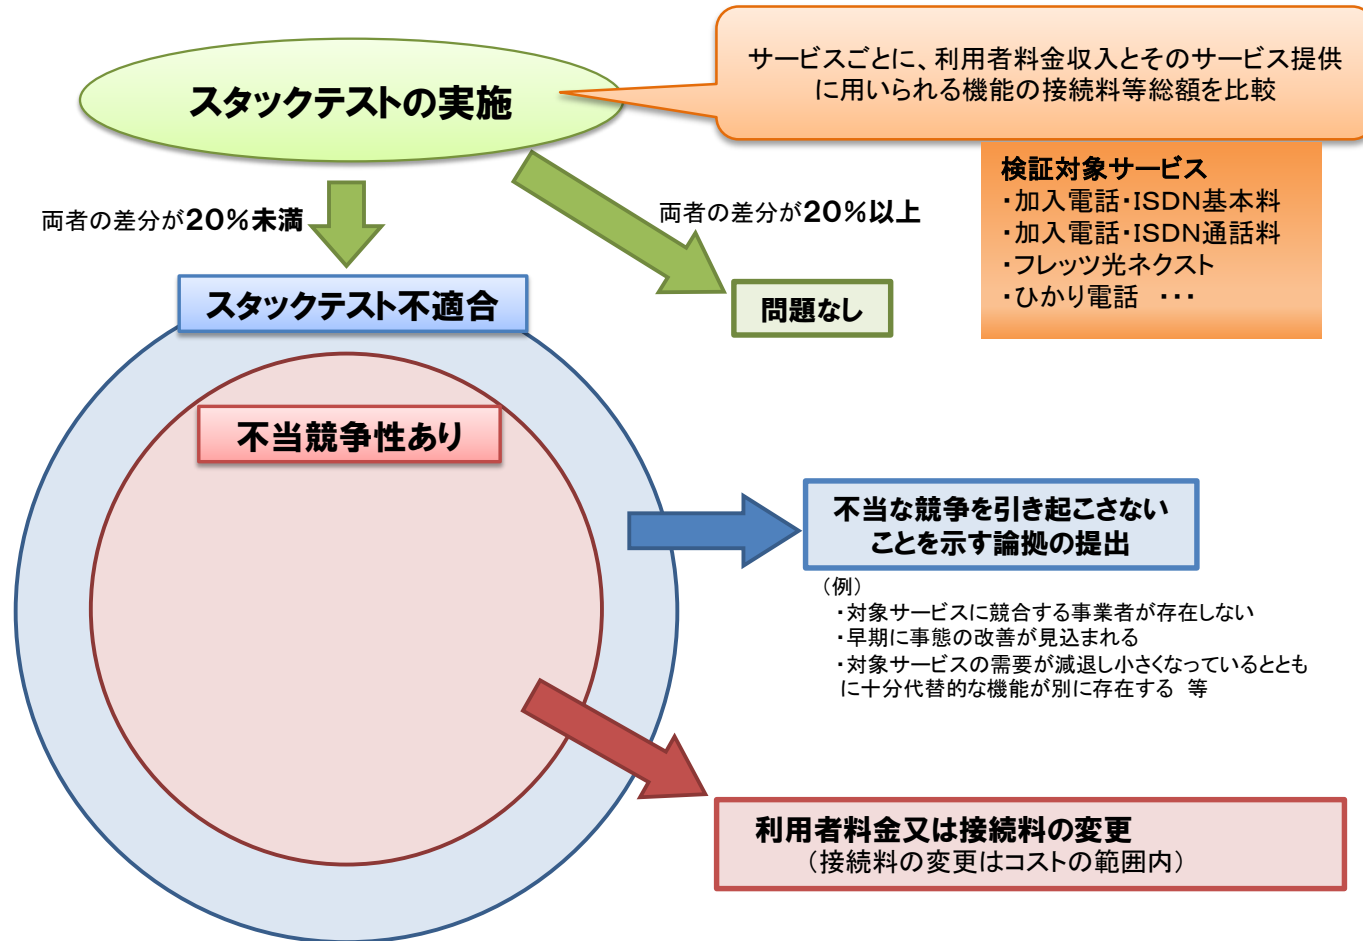 スタックテストの実施
サービスごとに、利用者料金収入とそのサービス提供
に用いられる機能の接続料等総額を比較
検証対象サービス
・加入電話・ISDN基本料
・加入電話・ISDN通話料
・フレッツ光ネクスト
・ひかり電話 ・・・
両者の差分が20%未満
両者の差分が20%以上
スタックテスト不適合
問題なし
不当競争性あり
不当な競争を引き起こさない
ことを示す論拠の提出
(例)
・対象サービスに競合する事業者が存在しない
・早期に事態の改善が見込まれる
・対象サービスの需要が減退し小さくなっているととも
に十分代替的な機能が別に存在する 等
利用者料金又は接続料の変更
(接続料の変更はコストの範囲内)